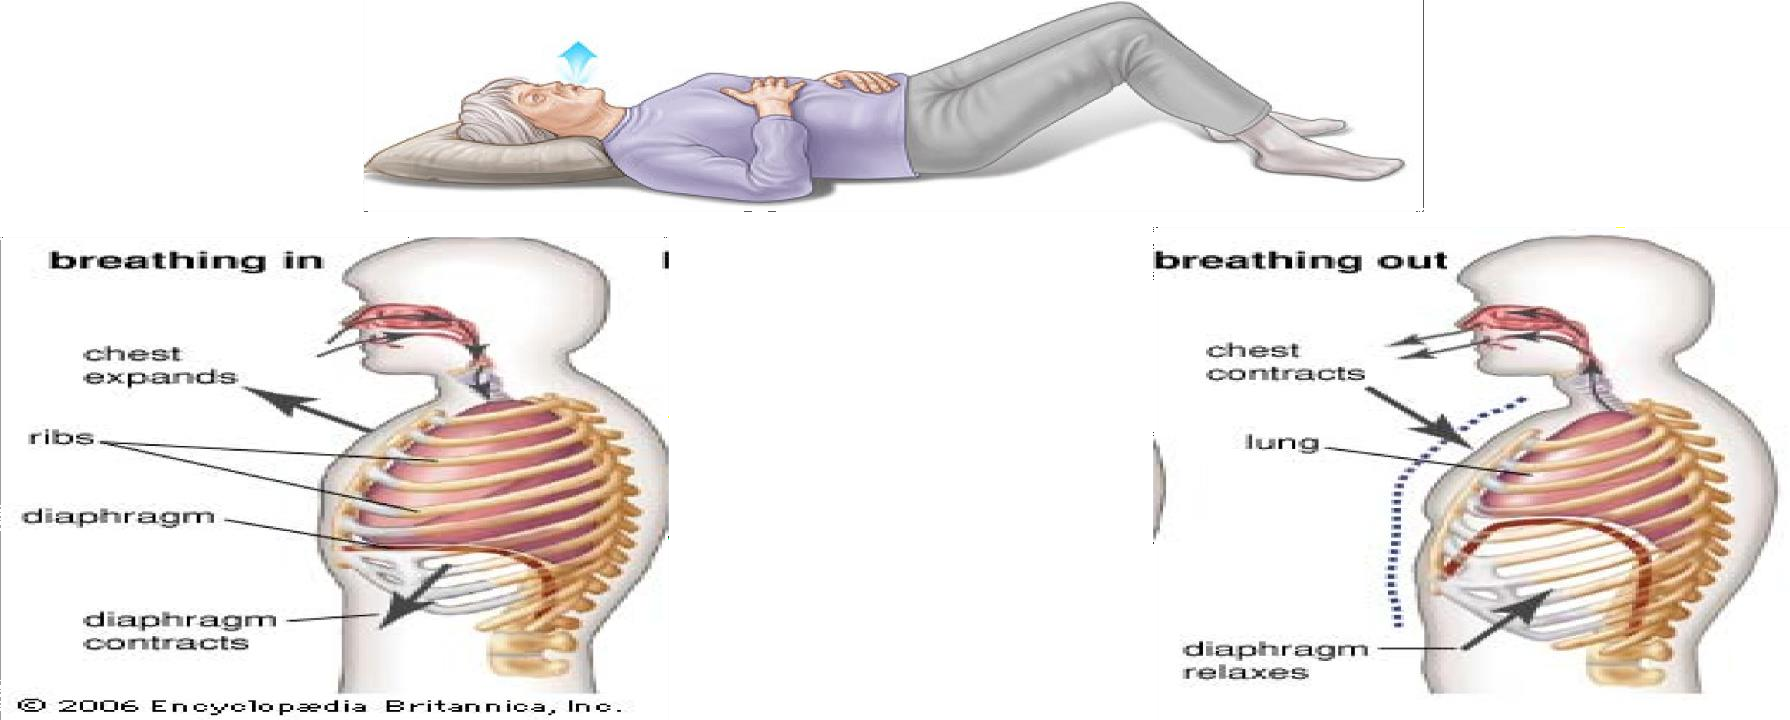 breathing in
chest
expands
ribs
diaphragm
diaphragm
contracts
© 2006 Encyclopædia Britannica, Inc.
breathing out
chest
contracts
lung
diaphragm
relaxes